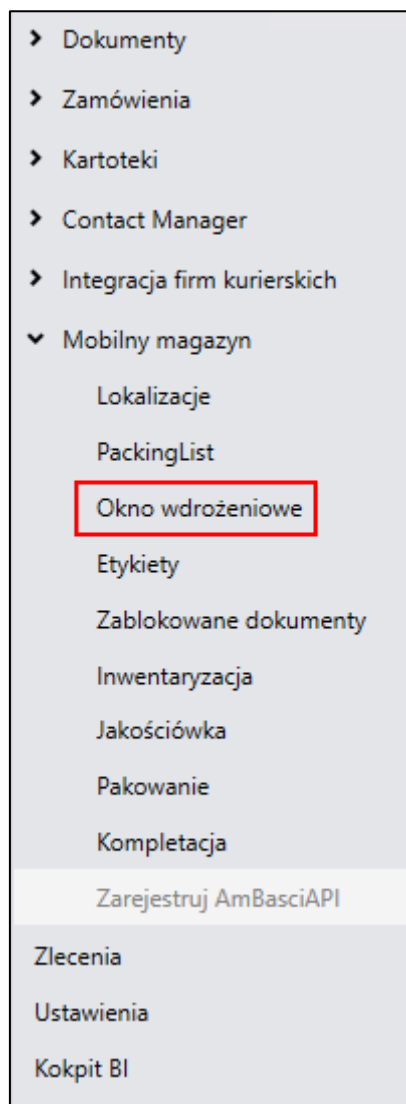 Dokumenty
Zamówienia
Kartoteki
Contact Manager
Integracja firm kurierskich
Mobilny magazyn
Lokalizacje
PackingList
Okno wdrożeniowe
Etykiety
Zablokowane dokumenty
Inwentaryzacja
Jakościówka
Pakowanie
Kompletacja
Zarejestruj AmBasciAPI
Zlecenia
Ustawienia
Kokpit BI